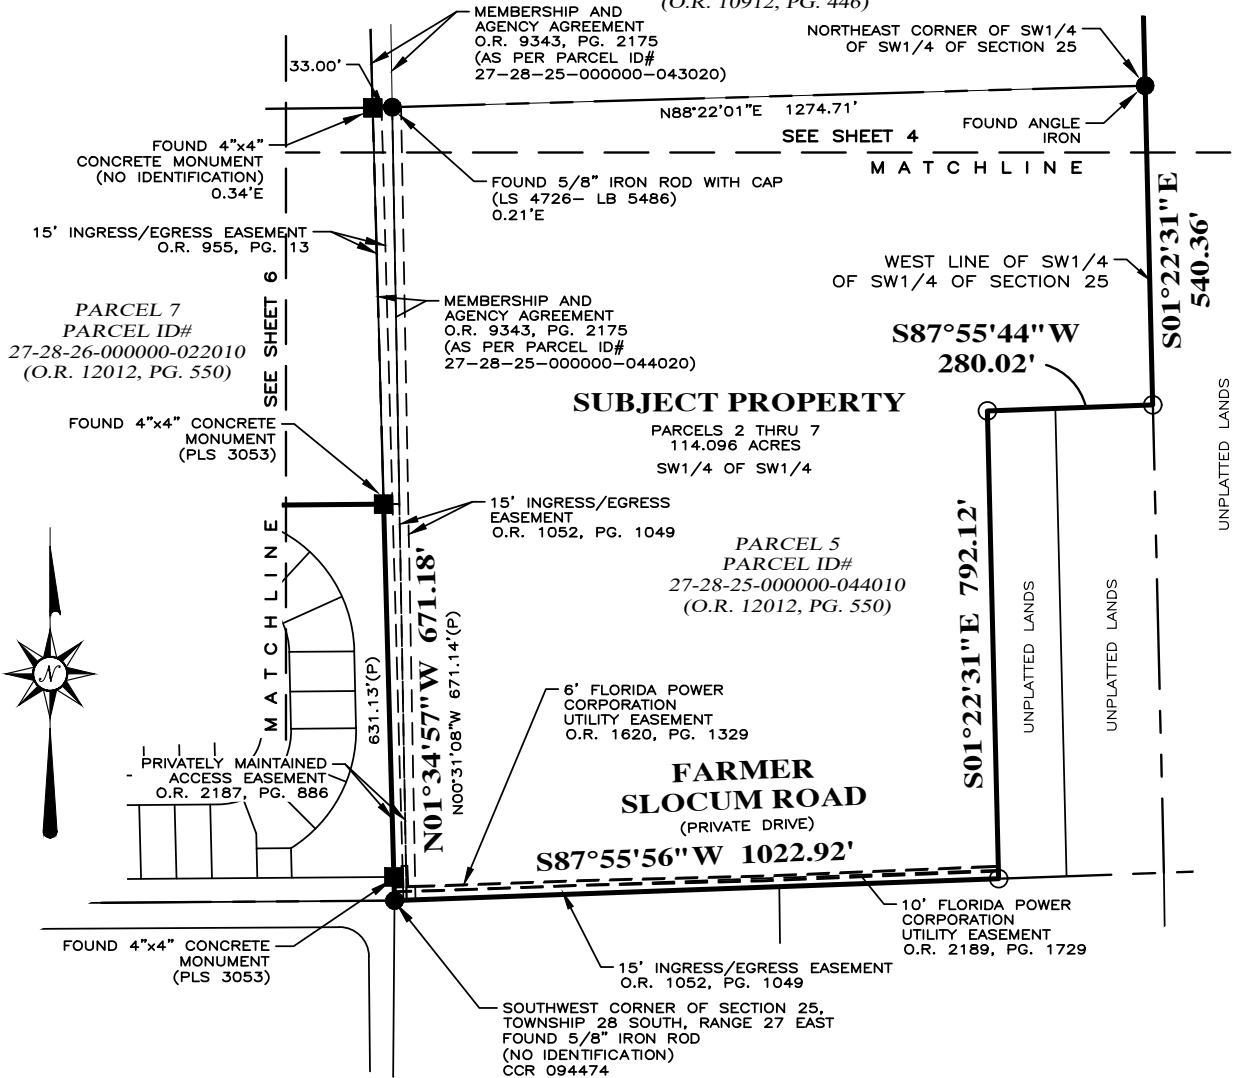 (O.R. 10912, PG. 446)
MEMBERSHIP AND
AGENCY AGREEMENT
O.R. 9343, PG. 2175
(AS PER PARCEL ID#
27-28-25-000000-043020)
NORTHEAST CORNER OF SW1/4
OF SW1/4 OF SECTION 25
33.00'
N88°22'01"E 1274.71'
SEE SHEET 4
FOUND ANGLE
IRON
MATCHLINE
FOUND 4"x4"
CONCRETE MONUMENT
(NO IDENTIFICATION)
0.34'E
FOUND 5/8" IRON ROD WITH CAP
(LS 4726- LB 5486)
0.21'E
15' INGRESS/EGRESS EASEMENT
O.R. 955, PG. 13
WEST LINE OF SW1/4
OF SW1/4 OF SECTION 25
S01°22'31"E
540.36'
SEE SHEET 6
PARCEL 7
PARCEL ID#
27-28-26-000000-022010
(O.R. 12012, PG. 550)
MEMBERSHIP AND
AGENCY AGREEMENT
O.R. 9343, PG. 2175
(AS PER PARCEL ID#
27-28-25-000000-044020)
S87°55'44"W
280.02'
SUBJECT PROPERTY
PARCELS 2 THRU 7
114.096 ACRES
SW1/4 OF SW1/4
UNPLATTED LANDS
FOUND 4"x4" CONCRETE
MONUMENT
(PLS 3053)
15' INGRESS/EGRESS
EASEMENT
O.R. 1052, PG. 1049
PARCEL 5
PARCEL ID#
27-28-25-000000-044010
(O.R. 12012, PG. 550)
S01°22'31"E 792.12'
UNPLATTED LANDS
UNPLATTED LANDS
MATCHLINE
N
631.13'(P)
N01°34'57"W 671.18'
N00°31'08"W 671.14'(P)
6' FLORIDA POWER
CORPORATION
UTILITY EASEMENT
O.R. 1620, PG. 1329
PRIVATELY MAINTAINED
ACCESS EASEMENT
O.R. 2187, PG. 886
FARMER
SLOCUM ROAD
(PRIVATE DRIVE)
S87°55'56"W 1022.92'
10' FLORIDA POWER
CORPORATION
UTILITY EASEMENT
O.R. 2189, PG. 1729
FOUND 4"x4" CONCRETE
MONUMENT
(PLS 3053)
15' INGRESS/EGRESS EASEMENT
O.R. 1052, PG. 1049
SOUTHWEST CORNER OF SECTION 25,
TOWNSHIP 28 SOUTH, RANGE 27 EAST
FOUND 5/8" IRON ROD
(NO IDENTIFICATION)
CCR 094474